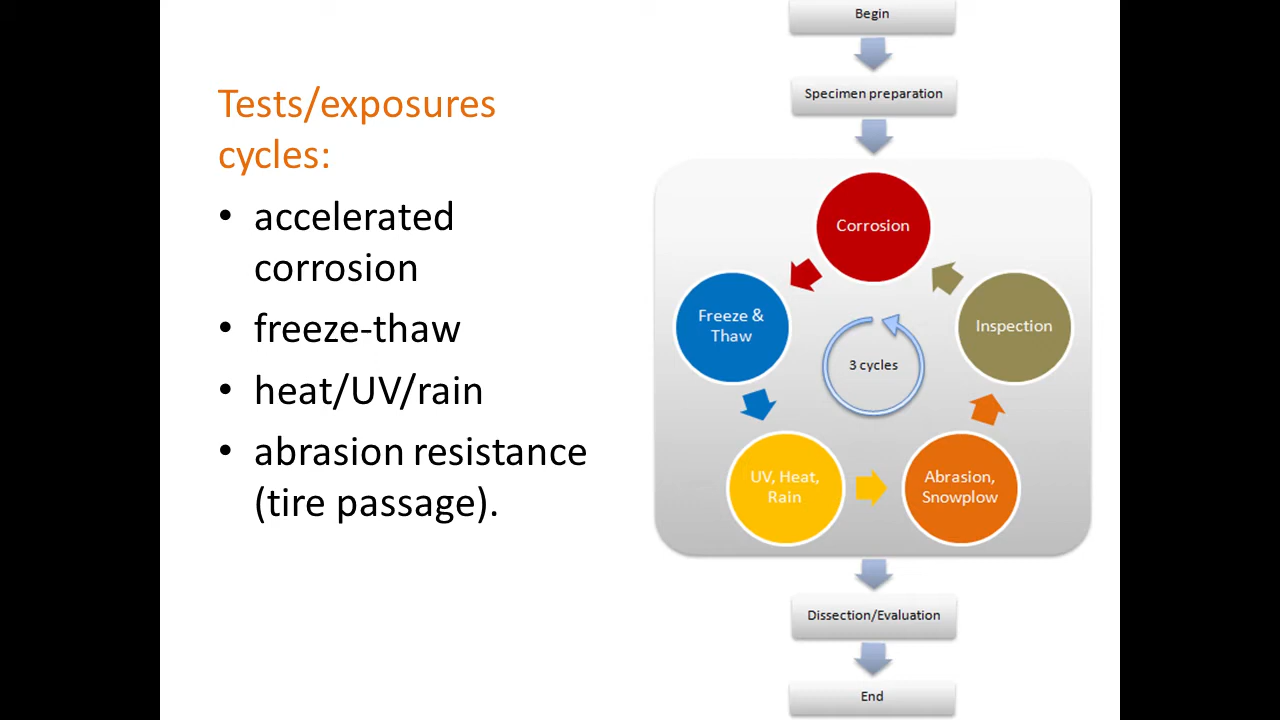 Tests/exposures
cycles:
• accelerated
corrosion
• freeze-thaw
• heat/UV/rain
• abrasion resistance
(tire passage).
Begin
Specimen preparation
Corrosion
Freeze &
Thaw
Inspection
3 cycles
UV, Heat,
Rain
Abrasion,
Snowplow
Dissection/Evaluation
End